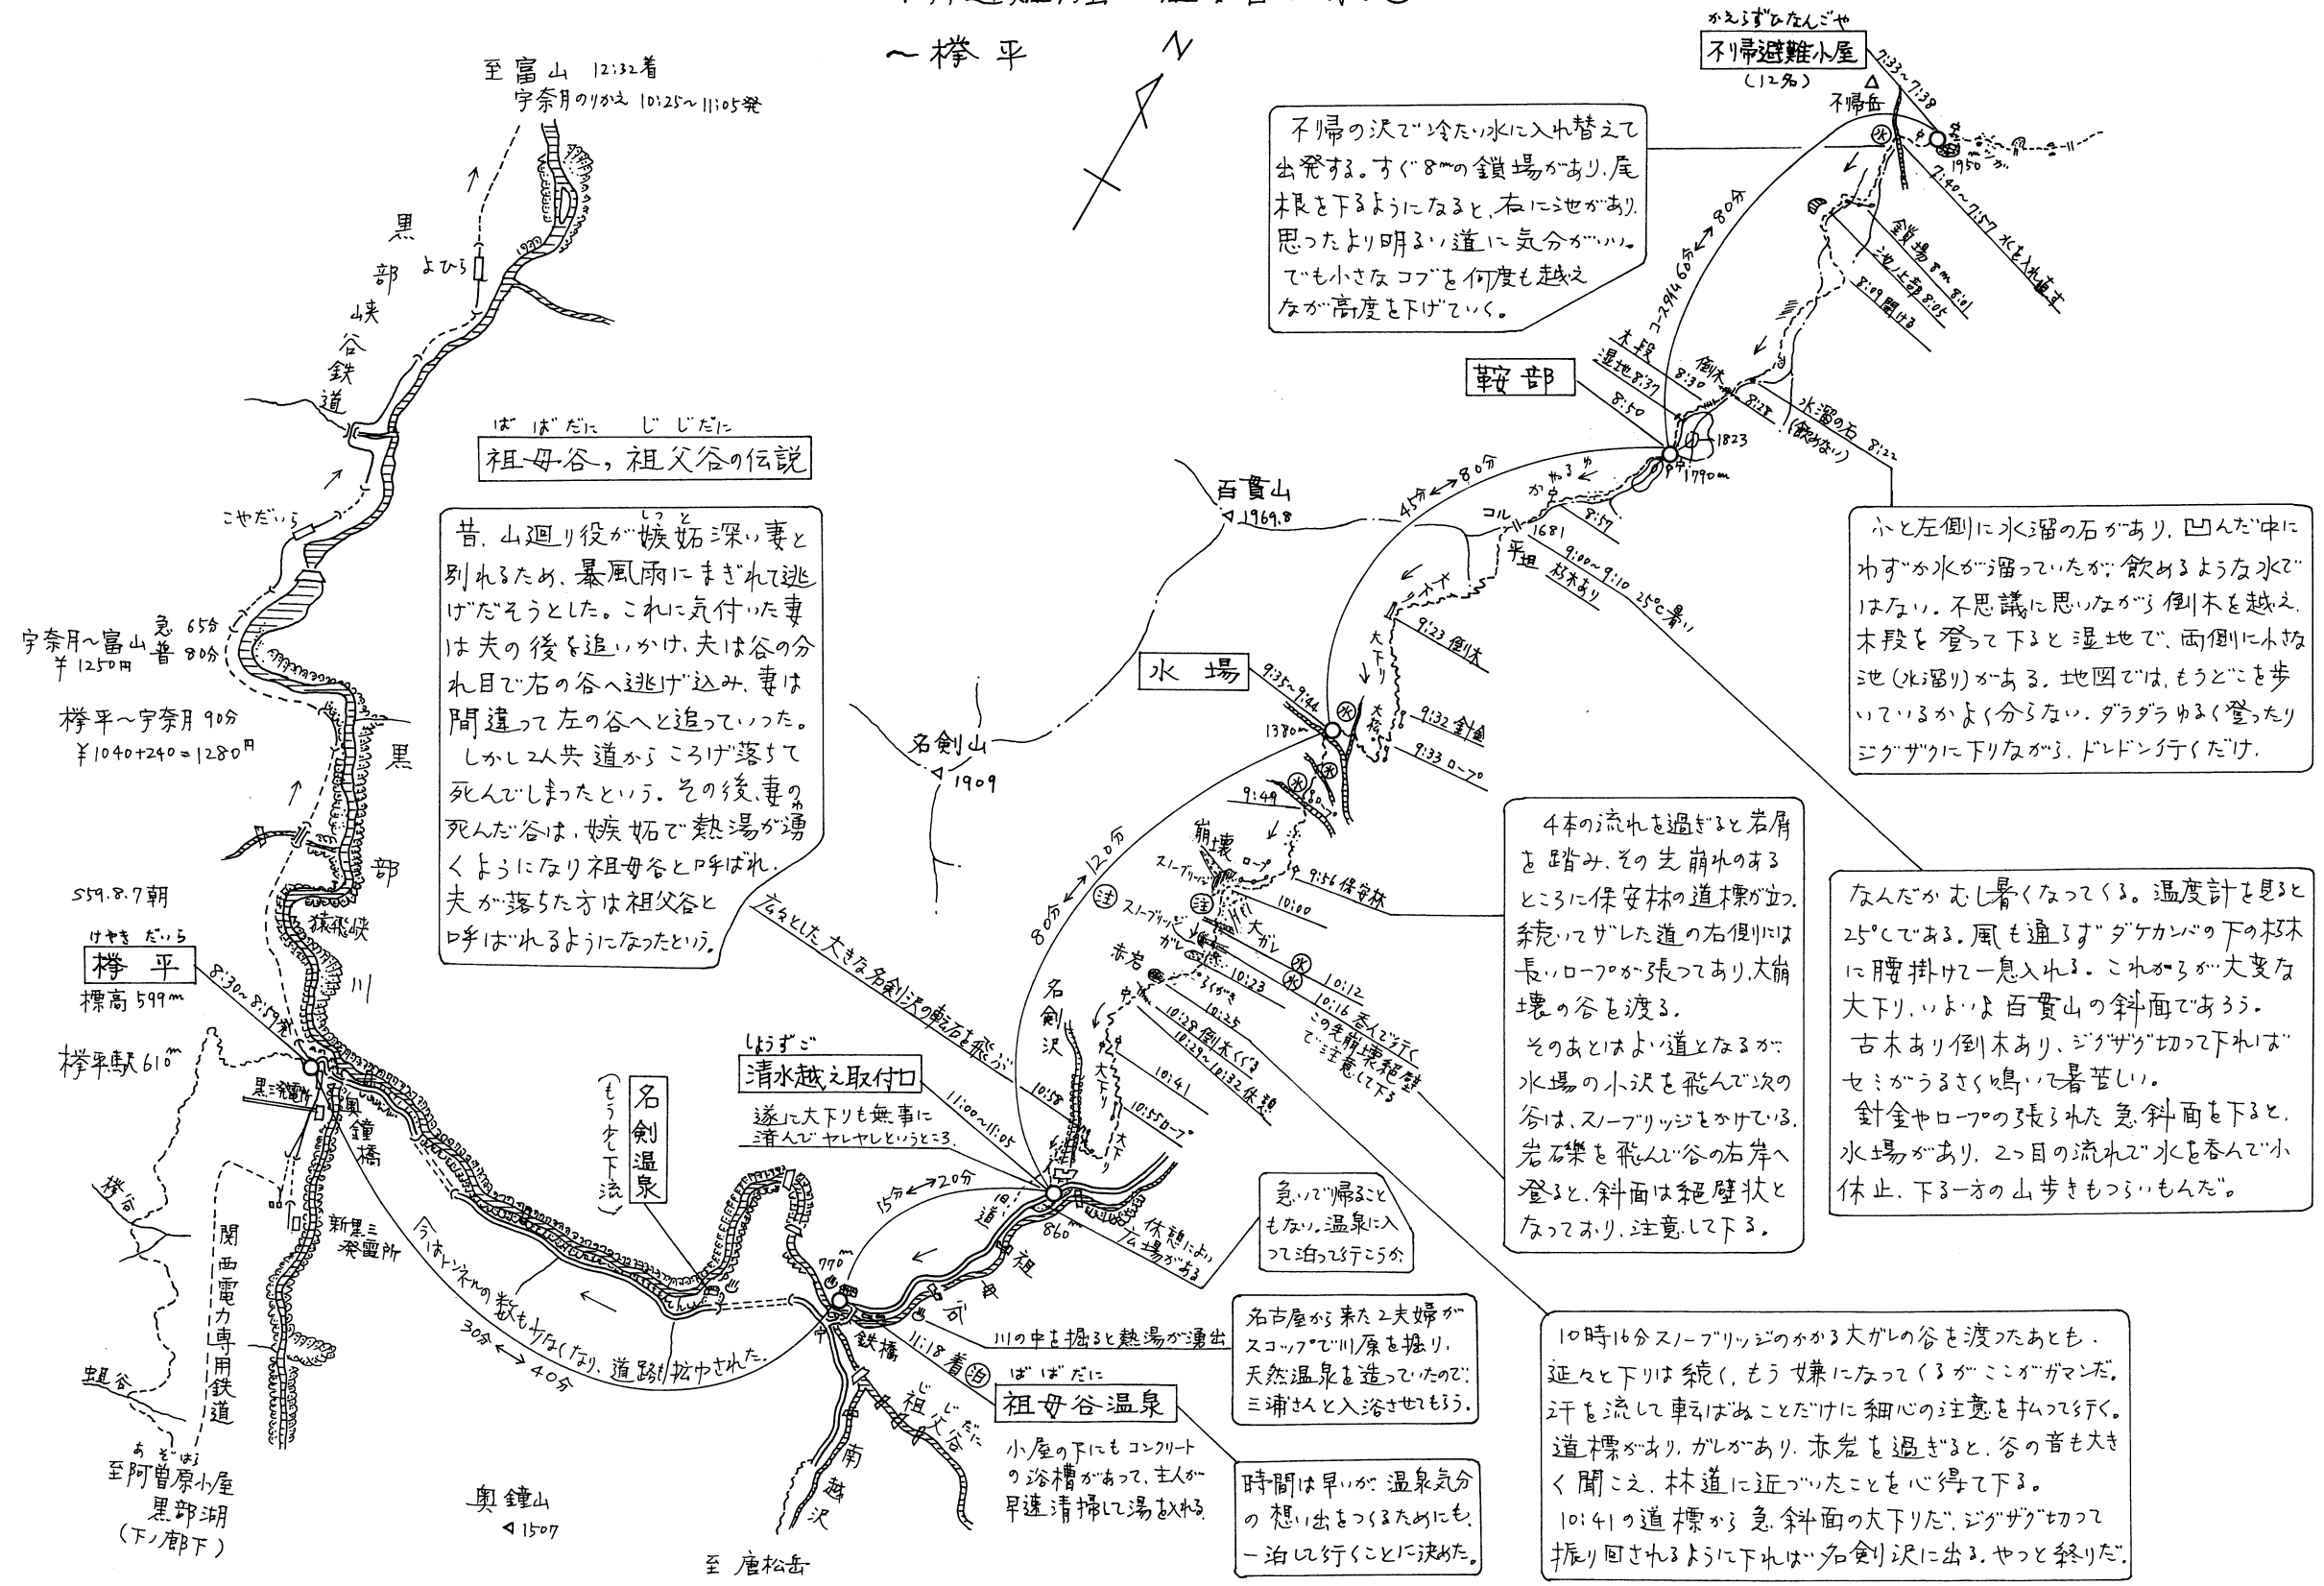 ～欅平
N
至富山 12:32着
宇奈月のりかえ 10:25～11:05発
黒部峡谷鉄道
よひら
こやだいら
宇奈月～富山 急 65分
¥1250円 普 80分
欅平～宇奈月 90分
¥1040+240=1280円
黒部川
S59.8.7朝
猿飛峡
けやきだいら
欅平
標高599m
8:30～8:59発
欅平駅610m
黒三発電所
奥鐘橋
欅谷
新黒三発電所
関西電力専用鉄道
蜆谷
あぞはら
至阿曽原小屋
黒部湖
(下ノ廊下)
奥鐘山
1507
至 唐松岳
ばばだに じじだに
祖母谷，祖父谷の伝説
昔、山廻り役が嫉妬深い妻と
しっと
別れるため、暴風雨にまぎれて逃
げだそうとした。これに気付いた妻
は夫の後を追いかけ、夫は谷の分
れ目で右の谷へ逃げ込み、妻は
間違って左の谷へと追っていった。
しかし2人共道からころげ落ちて
死んでしまったという。その後、妻の
死んだ谷は、嫉妬で熱湯が湧
わ
くようになり祖母谷と呼ばれ、
夫が落ちた方は祖父谷と
呼ばれるようになったという。
今はトンネルの数も少なくなり、道路も拡巾された。
30分↔40分
名剣温泉
(もう少し下流)
広々とした大きな名剣沢の転石を飛ぶ
しょうずご
清水越え取付口
11:00～11:05
遂に大下りも無事に
済んでヤレヤレというところ。
15分↔20分
770m
鉄橋
11:18着
泊
ばばだに
祖母谷温泉
小屋の下にもコンクリート
の浴槽があって、主人が
早速清掃して湯を入れる。
じじだに
祖父谷
南越沢
祖母谷
林道
860m
休憩によい
広場がある
川の中を掘ると熱湯が湧出
急いで帰ること
もない。温泉に入
って泊って行こうか。
名古屋から来た2夫婦が
スコップで川原を掘り、
天然温泉を造っていたので、
三浦さんと入浴させてもらう。
時間は早いが、温泉気分
の想い出をつくるためにも、
一泊して行くことに決めた。
かえらずひなんごや
不帰避難小屋
(12名)
7:33～7:38
不帰岳
水
1950m
ツガ
7:40～7:57 水を入れ直す
鎖場8m 8:01
池ノ上部 8:05
8:09開ける
コースタイム60分↔80分
不帰の沢で冷たい水に入れ替えて
出発する。すぐ8mの鎖場があり、尾
根を下るようになると、右に池があり、
思ったより明るい道に気分がいい。
でも小さなコブを何度も越え
なが高度を下げていく。
鞍部
木段 8:30
湿地 8:37
8:50
倒木
8:28
水溜の石 8:22
(飲めない)
1823
1790m
45分↔80分
8:57
コル
1681
平坦
9:00～9:10 25℃暑い
朽木あり
百貫山
1969.8
名剣山
1909
9:23 倒木
大下り
大桧
9:32 針金
9:33 ロープ
水場
9:35～9:44
1380m
水
水
水
ロープ
9:49
80分↔120分
崩壊
ロープ
スノーブリッジ
9:56 保安林
10:00
注
スノーブリッジ
注
大ガレ
ガレ
水
10:12
水
10:16 呑んで行く
この先崩壊絶壁
で注意して下る
赤岩
らくがき
10:23
10:25
10:28 倒木くぐる
10:29～10:32 休憩
名剣沢
大下り
10:41
10:55 ロープ
大下り
10:58
ふと左側に水溜の石があり、凹んだ中に
わずか水が溜っていたが、飲めるような水で
はない。不思議に思いながら倒木を越え、
木段を登って下ると湿地で、両側に小さな
池(水溜り)がある。地図では、もうどこを歩
いているかよく分らない。ダラダラゆるく登ったり
ジグザクに下りながら、ドンドン行くだけ。
4本の流れを過ぎると岩屑
を踏み、その先崩れのある
ところに保安林の道標が立つ。
続いてザレた道の右側には
長いロープが張ってあり、大崩
壊の谷を渡る。
そのあとはよい道となるが、
水場の小沢を飛んで次の
谷は、スノーブリッジをかけている。
岩石礫を飛んで谷の右岸へ
登ると、斜面は絶壁状と
なっており、注意して下る。
なんだかむし暑くなってくる。温度計を見ると
25℃である。風も通らずダケカンバの下の朽木
に腰掛けて一息入れる。これからが大変な
大下り、いよいよ百貫山の斜面であろう。
古木あり倒木あり、ジグザグ切って下れば
セミがうるさく鳴いて暑苦しい。
針金やロープの張られた急斜面を下ると、
水場があり、2つ目の流れで水を呑んで小
休止、下る一方の山歩きもつらいもんだ。
10時16分スノーブリッジのかかる大ガレの谷を渡ったあとも、
延々と下りは続く、もう嫌になってくるがここがガマンだ。
汗を流して転ばぬことだけに細心の注意を払って行く。
道標があり、ガレがあり、赤岩を過ぎると、谷の音も大き
く聞こえ、林道に近づいたことを心得て下る。
10:41の道標から急斜面の大下りだ、ジグザグ切って
振り回されるように下れば名剣沢に出る。やっと終りだ。